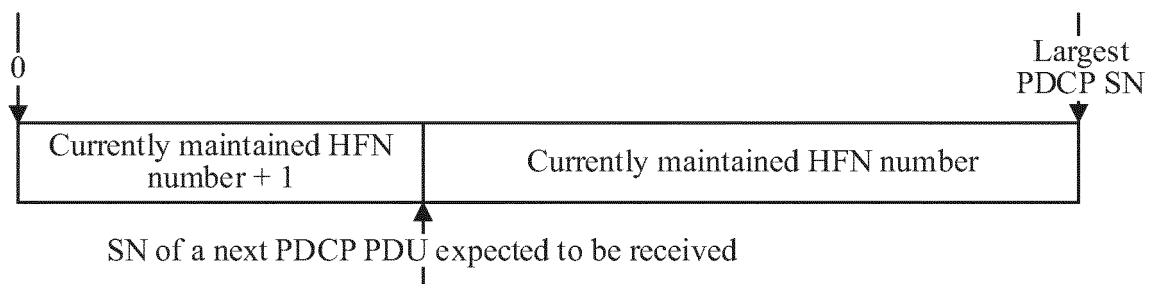 0
Largest
PDCP SN
Currently maintained HFN
number + 1
Currently maintained HFN number
SN of a next PDCP PDU expected to be received